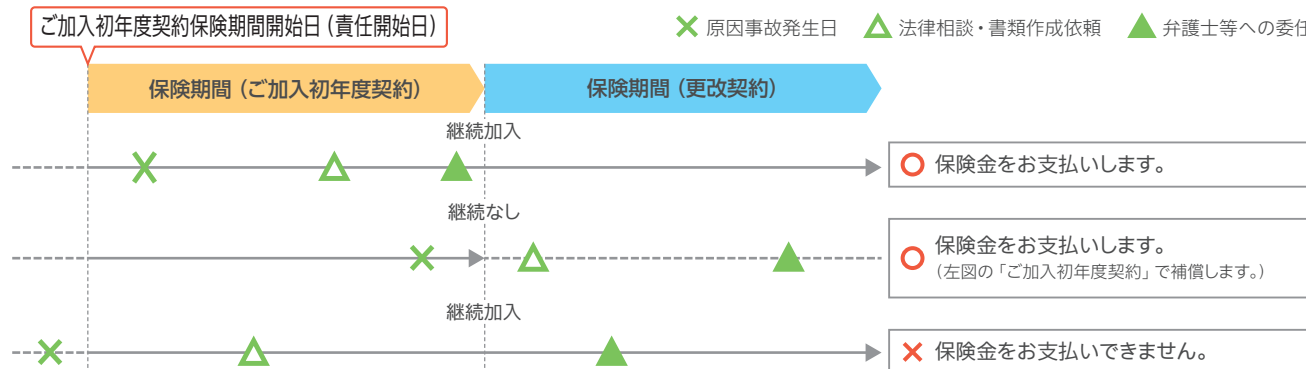 ご加入初年度契約保険期間開始日（責任開始日）
原因事故発生日 法律相談・書類作成依頼 弁護士等への委任
保険期間（ご加入初年度契約） 保険期間（更改契約）
継続加入
保険金をお支払いします。
継続なし
保険金をお支払いします。
（左図の「ご加入初年度契約」で補償します。）
継続加入
保険金をお支払いできません。